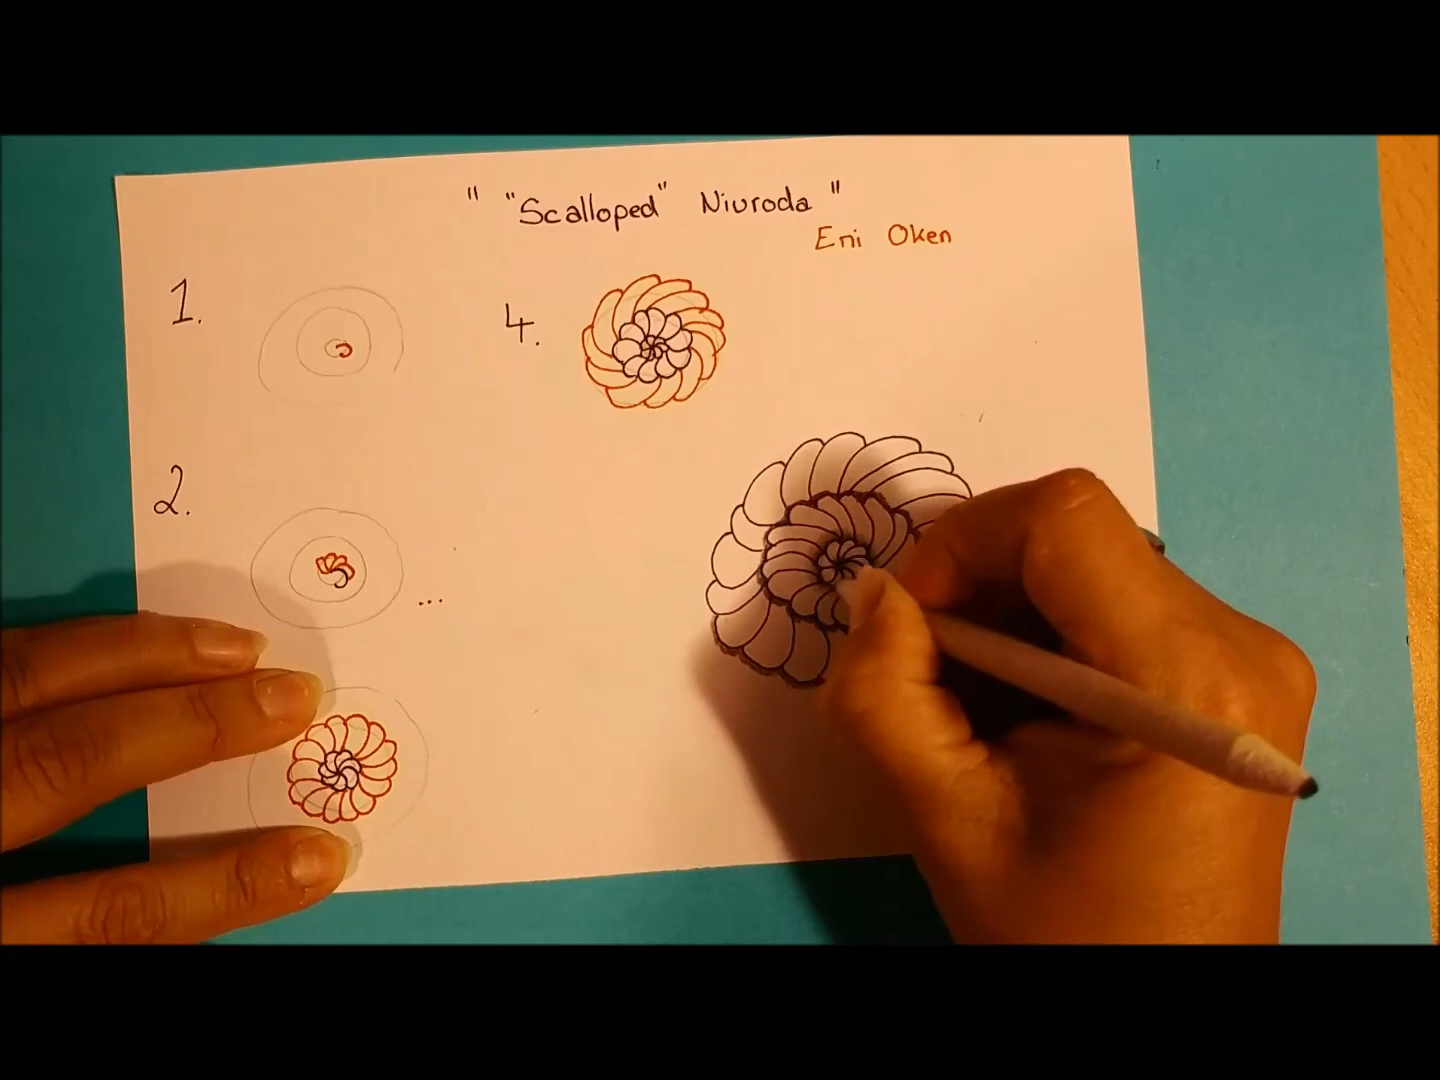 " "Scalloped" Niuroda "
Eni Oken
1.
4.
2.
...